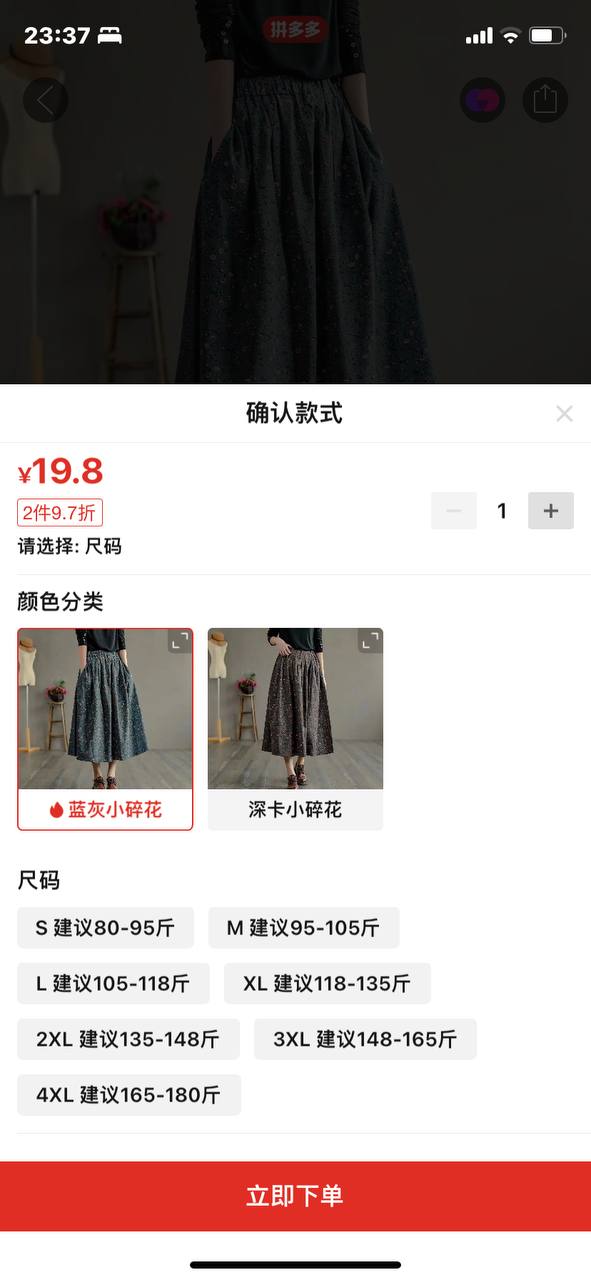 23:37
拼多多
确认款式
¥19.8
2件9.7折
1
请选择: 尺码
颜色分类
蓝灰小碎花
深卡小碎花
尺码
S 建议80-95斤
M 建议95-105斤
L 建议105-118斤
XL 建议118-135斤
2XL 建议135-148斤
3XL 建议148-165斤
4XL 建议165-180斤
立即下单